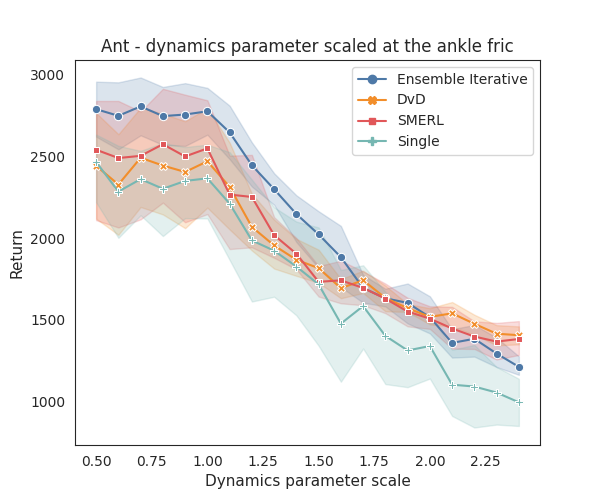 Ant - dynamics parameter scaled at the ankle fric
Ensemble Iterative
DvD
SMERL
Single
Return
3000
2500
2000
1500
1000
0.50 0.75 1.00 1.25 1.50 1.75 2.00 2.25
Dynamics parameter scale